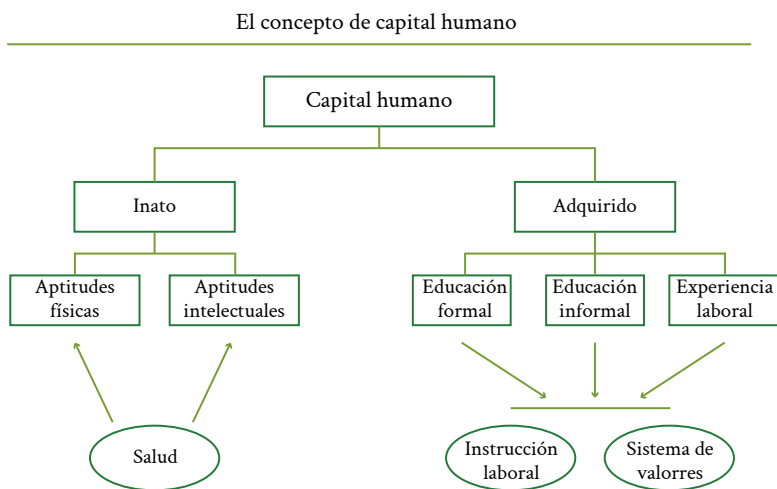 El concepto de capital humano
Capital humano
Inato
Adquirido
Aptitudes
físicas
Aptitudes
intelectuales
Educación
formal
Educación
informal
Experiencia
laboral
Salud
Instrucción
laboral
Sistema de
valorres